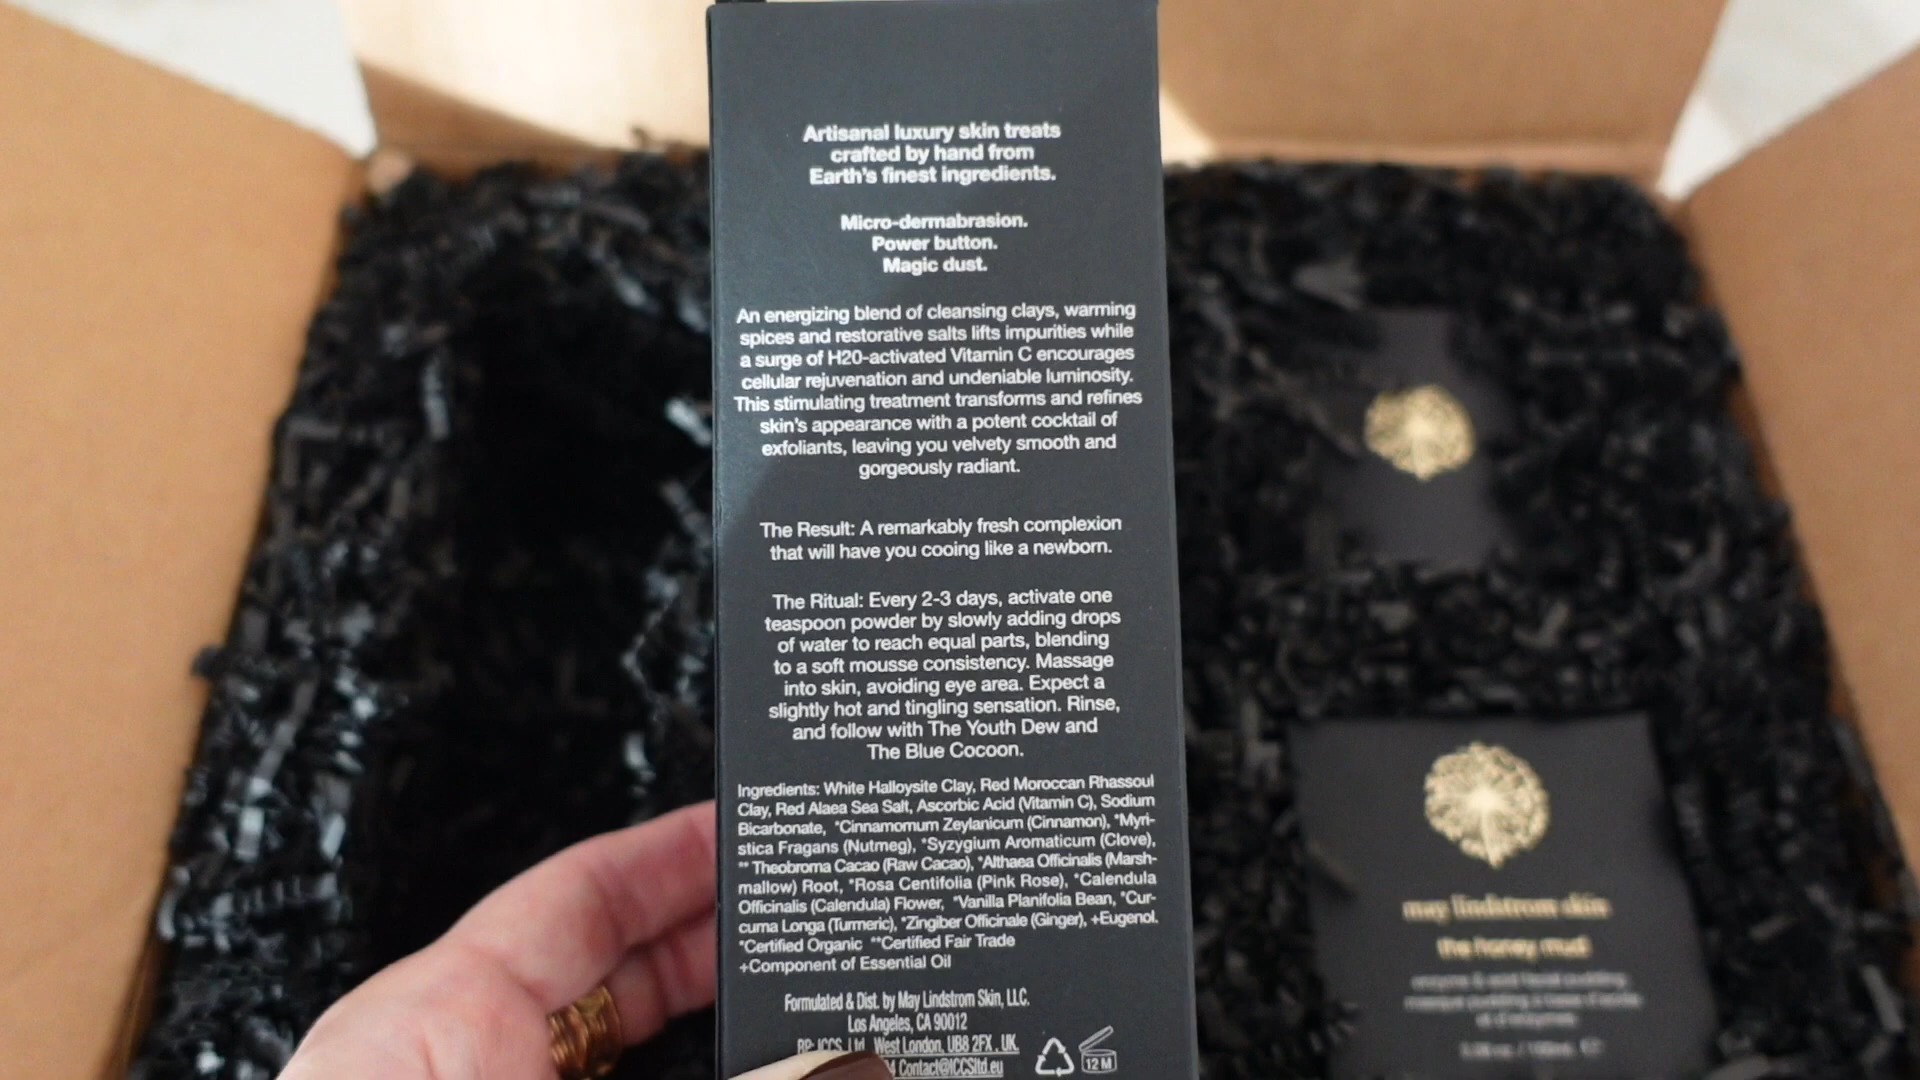 Artisanal luxury skin treats
crafted by hand from
Earth's finest ingredients.
Micro-dermabrasion.
Power button.
Magic dust.
An energizing blend of cleansing clays, warming
spices and restorative salts lifts impurities while
a surge of H20-activated Vitamin C encourages
cellular rejuvenation and undeniable luminosity.
This stimulating treatment transforms and refines
skin's appearance with a potent cocktail of
exfoliants, leaving you velvety smooth and
gorgeously radiant.
The Result: A remarkably fresh complexion
that will have you cooing like a newborn.
The Ritual: Every 2-3 days, activate one
teaspoon powder by slowly adding drops
of water to reach equal parts, blending
to a soft mousse consistency. Massage
into skin, avoiding eye area. Expect a
slightly hot and tingling sensation. Rinse,
and follow with The Youth Dew and
The Blue Cocoon.
Ingredients: White Halloysite Clay, Red Moroccan Rhassoul
Clay, Red Alaea Sea Salt, Ascorbic Acid (Vitamin C), Sodium
Bicarbonate, *Cinnamomum Zeylanicum (Cinnamon), *Myri-
stica Fragans (Nutmeg), *Syzygium Aromaticum (Clove),
** Theobroma Cacao (Raw Cacao), *Althaea Officinalis (Marsh-
mallow) Root, *Rosa Centifolia (Pink Rose), *Calendula
Officinalis (Calendula) Flower, *Vanilla Planifolia Bean, *Cur-
cuma Longa (Turmeric), *Zingiber Officinale (Ginger), +Eugenol.
*Certified Organic **Certified Fair Trade
+Component of Essential Oil
Formulated & Dist. by May Lindstrom Skin, LLC.
Los Angeles, CA 90012
RP: ICCS, Ltd, West London, UB8 2FX, UK.
4 Contact@ICCSltd.eu
12 M
may lindstrom skin
the honey mud
enzyme & acid facial pudding